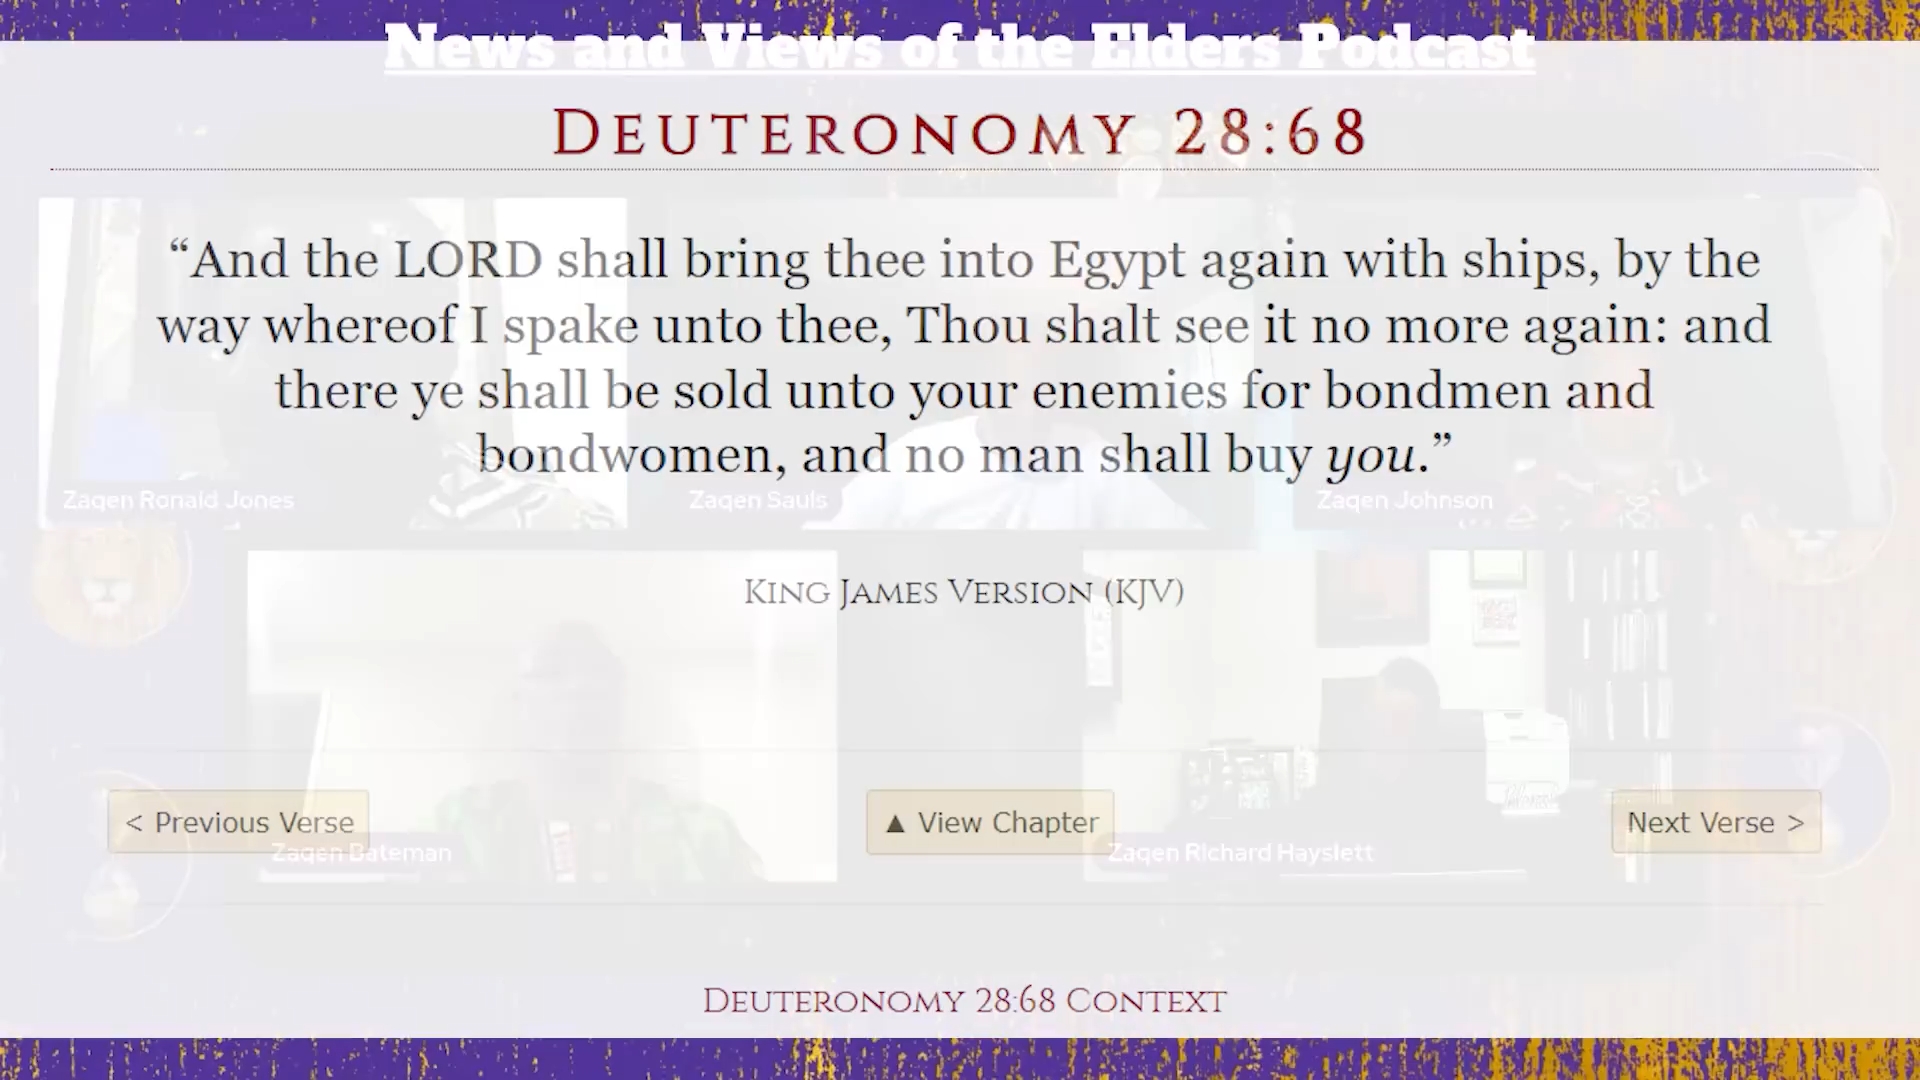 News and Views of the Elders Podcast
DEUTERONOMY 28:68
“And the LORD shall bring thee into Egypt again with ships, by the
way whereof I spake unto thee, Thou shalt see it no more again: and
there ye shall be sold unto your enemies for bondmen and
bondwomen, and no man shall buy you.”
Zaqen Ronald Jones
Zaqen Sauls
Zaqen Johnson
KING JAMES VERSION (KJV)
< Previous Verse
▲ View Chapter
Next Verse >
Zaqen Bateman
Zaqen Richard Hayslett
DEUTERONOMY 28:68 CONTEXT